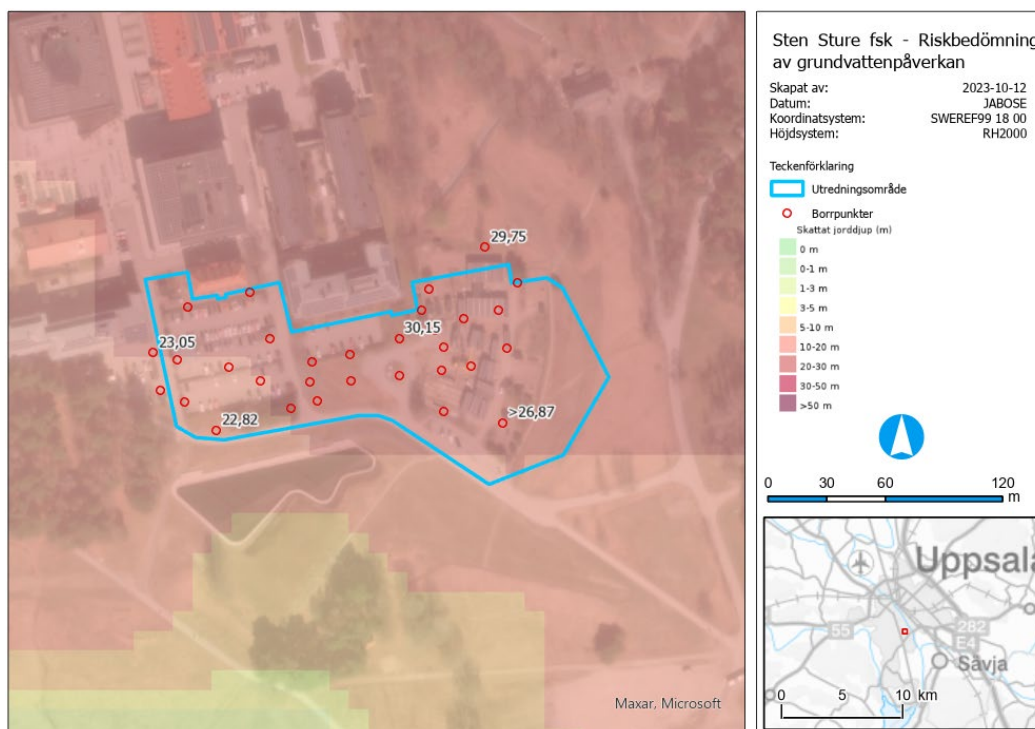 Sten Sture fsk - Riskbedömning
av grundvattenpåverkan
Skapat av: 2023-10-12
Datum: JABOSE
Koordinatsystem: SWEREF99 18 00
Höjdsystem: RH2000
Teckenförklaring
Utredningsområde
Borrpunkter
Skattat jorddjup (m)
0 m
0-1 m
1-3 m
3-5 m
5-10 m
10-20 m
20-30 m
30-50 m
>50 m
0 30 60 120
m
29,75
30,15
23,05
22,82
>26,87
Maxar, Microsoft
Uppsala
55
282
E4
Sävja
0 5 10 km